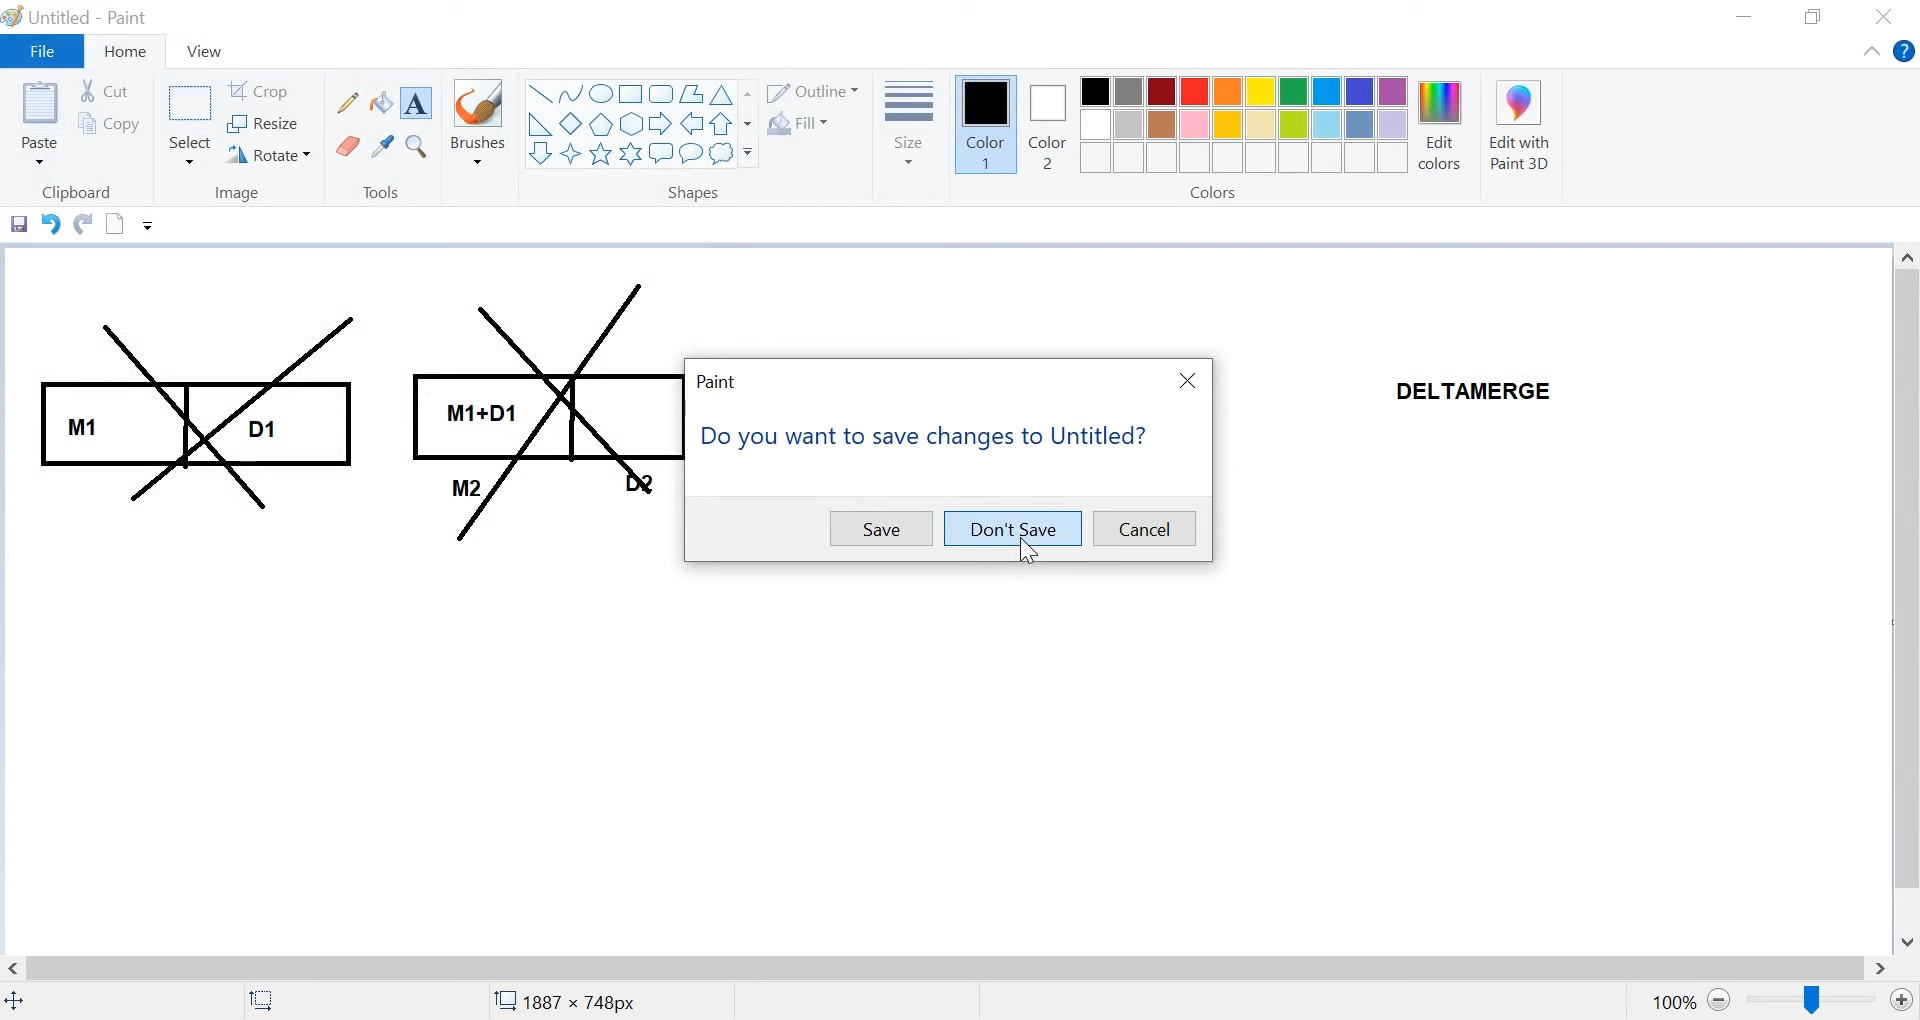 Untitled - Paint
File Home View
Paste
Cut
Copy
Clipboard
Select
Crop
Resize
Rotate
Image
Tools
A
Brushes
Shapes
Outline
Fill
Size
Color 1
Color 2
Colors
Edit colors
Edit with Paint 3D
?
M1
D1
M1+D1
M2
D2
DELTAMERGE
Paint
Do you want to save changes to Untitled?
Save
Don't Save
Cancel
1887 × 748px
100%